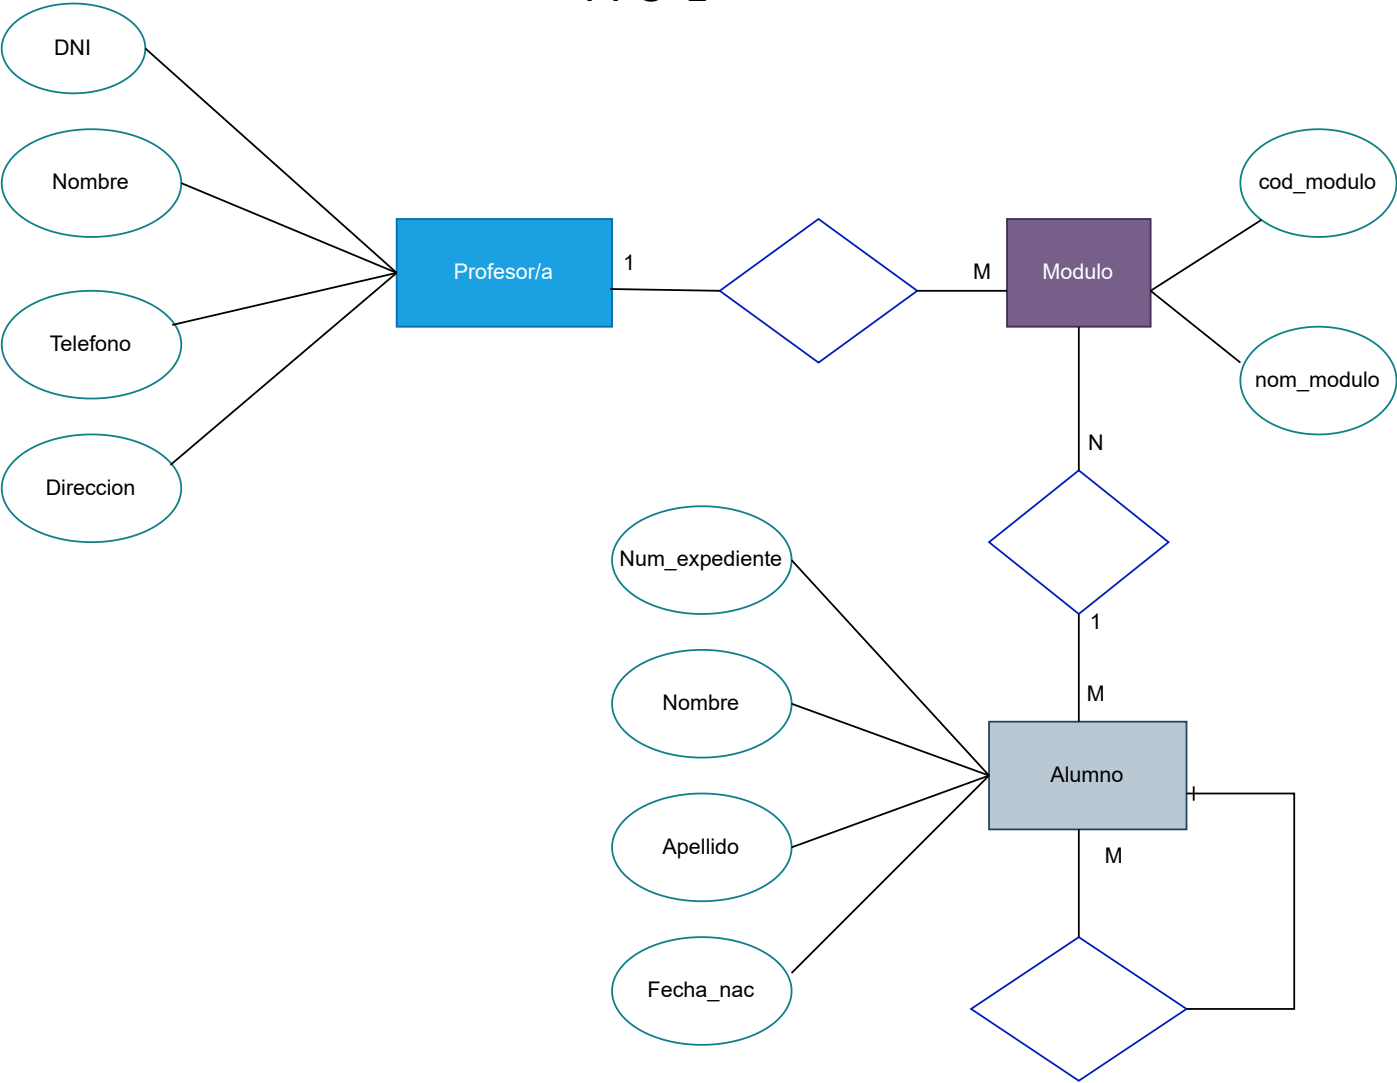 DNI
Nombre
Telefono
Direccion
Profesor/a
1
M
Modulo
cod_modulo
nom_modulo
N
1
M
Num_expediente
Nombre
Apellido
Fecha_nac
Alumno
M